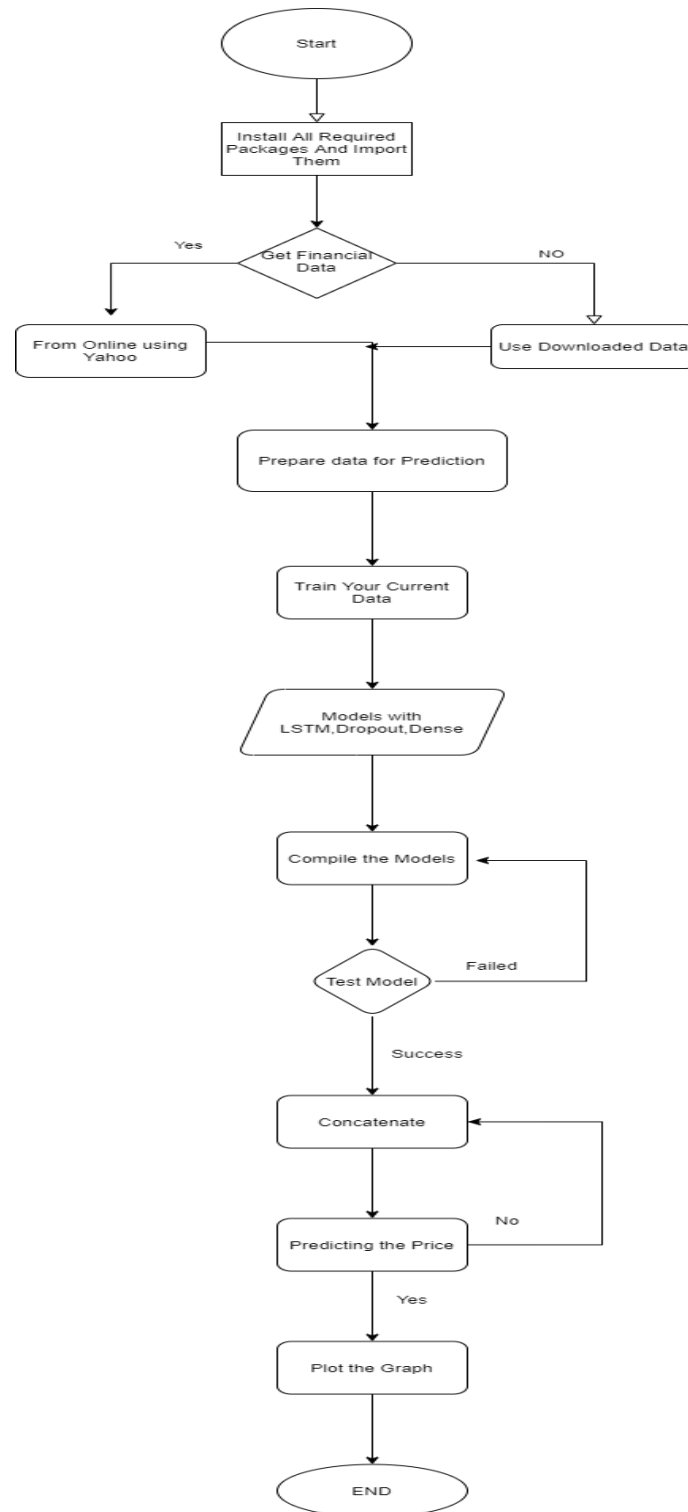 Start
Install All Required
Packages And Import
Them
Yes
Get Financial
Data
NO
From Online using
Yahoo
Use Downloaded Data
Prepare data for Prediction
Train Your Current
Data
Models with
LSTM,Dropout,Dense
Compile the Models
Test Model
Failed
Success
Concatenate
Predicting the Price
No
Yes
Plot the Graph
END